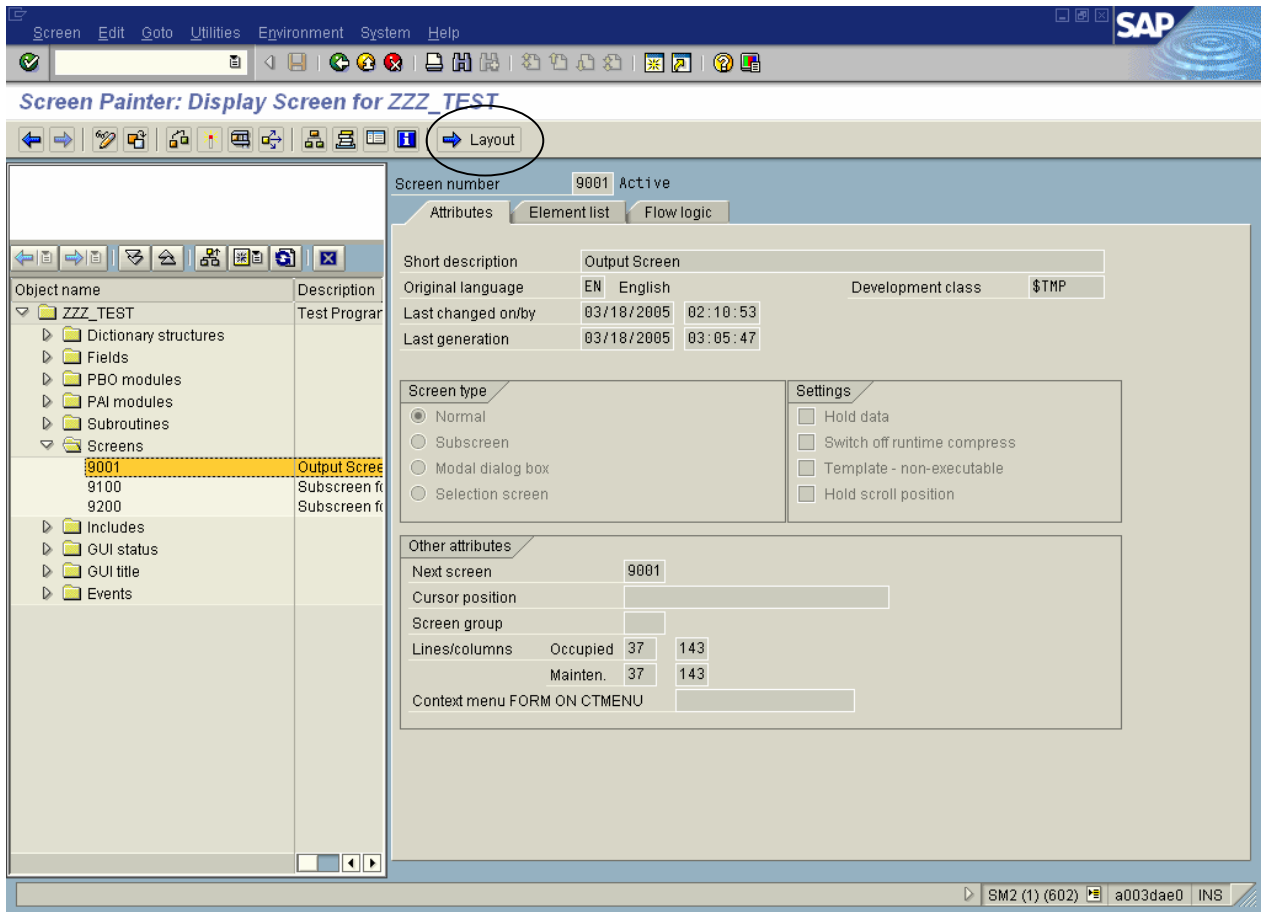 Screen Edit Goto Utilities Environment System Help
SAP
Screen Painter: Display Screen for ZZZ_TEST
Layout
Screen number 9001 Active
Attributes Element list Flow logic
Short description Output Screen
Original language EN English Development class $TMP
Last changed on/by 03/18/2005 02:10:53
Last generation 03/18/2005 03:05:47
Screen type
Normal
Subscreen
Modal dialog box
Selection screen
Settings
Hold data
Switch off runtime compress
Template - non-executable
Hold scroll position
Other attributes
Next screen 9001
Cursor position
Screen group
Lines/columns Occupied 37 143
Mainten. 37 143
Context menu FORM ON CTMENU
Object name Description
ZZZ_TEST Test Prograr
Dictionary structures
Fields
PBO modules
PAI modules
Subroutines
Screens
9001 Output Scree
9100 Subscreen fo
9200 Subscreen fo
Includes
GUI status
GUI title
Events
SM2 (1) (602) a003dae0 INS